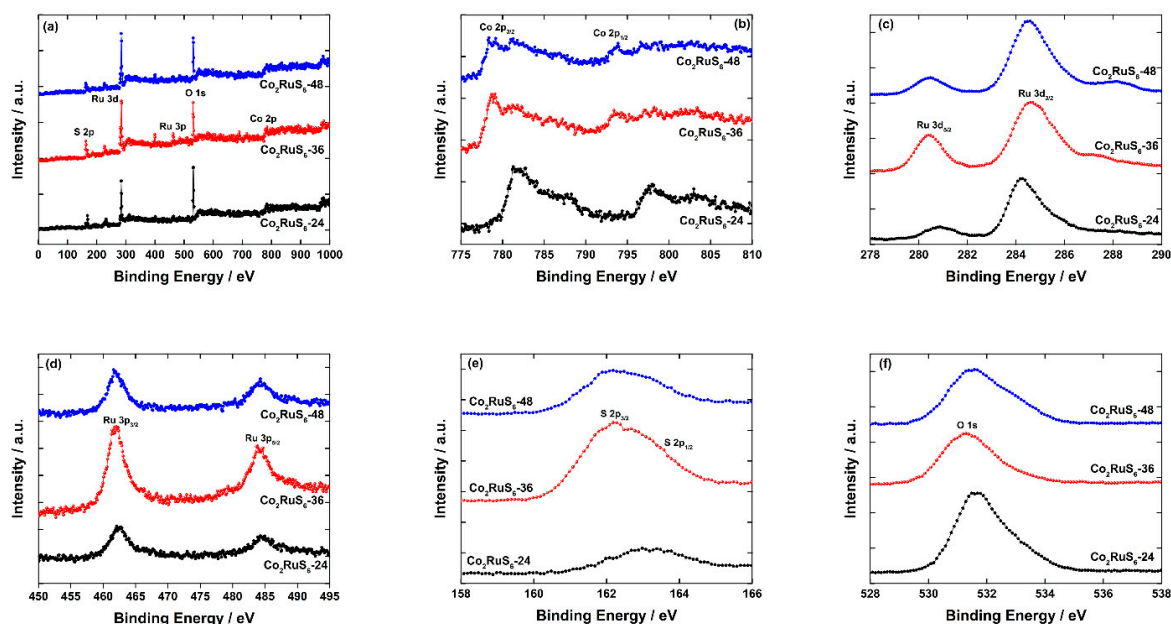 (a)
Co₂RuS₆-48
Ru 3d
O 1s
S 2p
Ru 3p
Co 2p
Co₂RuS₆-36
Co₂RuS₆-24
Intensity / a.u.
0 100 200 300 400 500 600 700 800 900 1000
Binding Energy / eV
(b)
Co 2p₃/₂
Co 2p₁/₂
Co₂RuS₆-48
Co₂RuS₆-36
Co₂RuS₆-24
Intensity / a.u.
775 780 785 790 795 800 805 810
Binding Energy / eV
(c)
Co₂RuS₆-48
Ru 3d₃/₂
Ru 3d₅/₂
Co₂RuS₆-36
Co₂RuS₆-24
Intensity / a.u.
278 280 282 284 286 288 290
Binding Energy / eV
(d)
Co₂RuS₆-48
Ru 3p₃/₂
Ru 3p₅/₂
Co₂RuS₆-36
Co₂RuS₆-24
Intensity / a.u.
450 455 460 465 470 475 480 485 490 495
Binding Energy / eV
(e)
Co₂RuS₆-48
S 2p₃/₂
S 2p₁/₂
Co₂RuS₆-36
Co₂RuS₆-24
Intensity / a.u.
158 160 162 164 166
Binding Energy / eV
(f)
Co₂RuS₆-48
O 1s
Co₂RuS₆-36
Co₂RuS₆-24
Intensity / a.u.
528 530 532 534 536 538
Binding Energy / eV